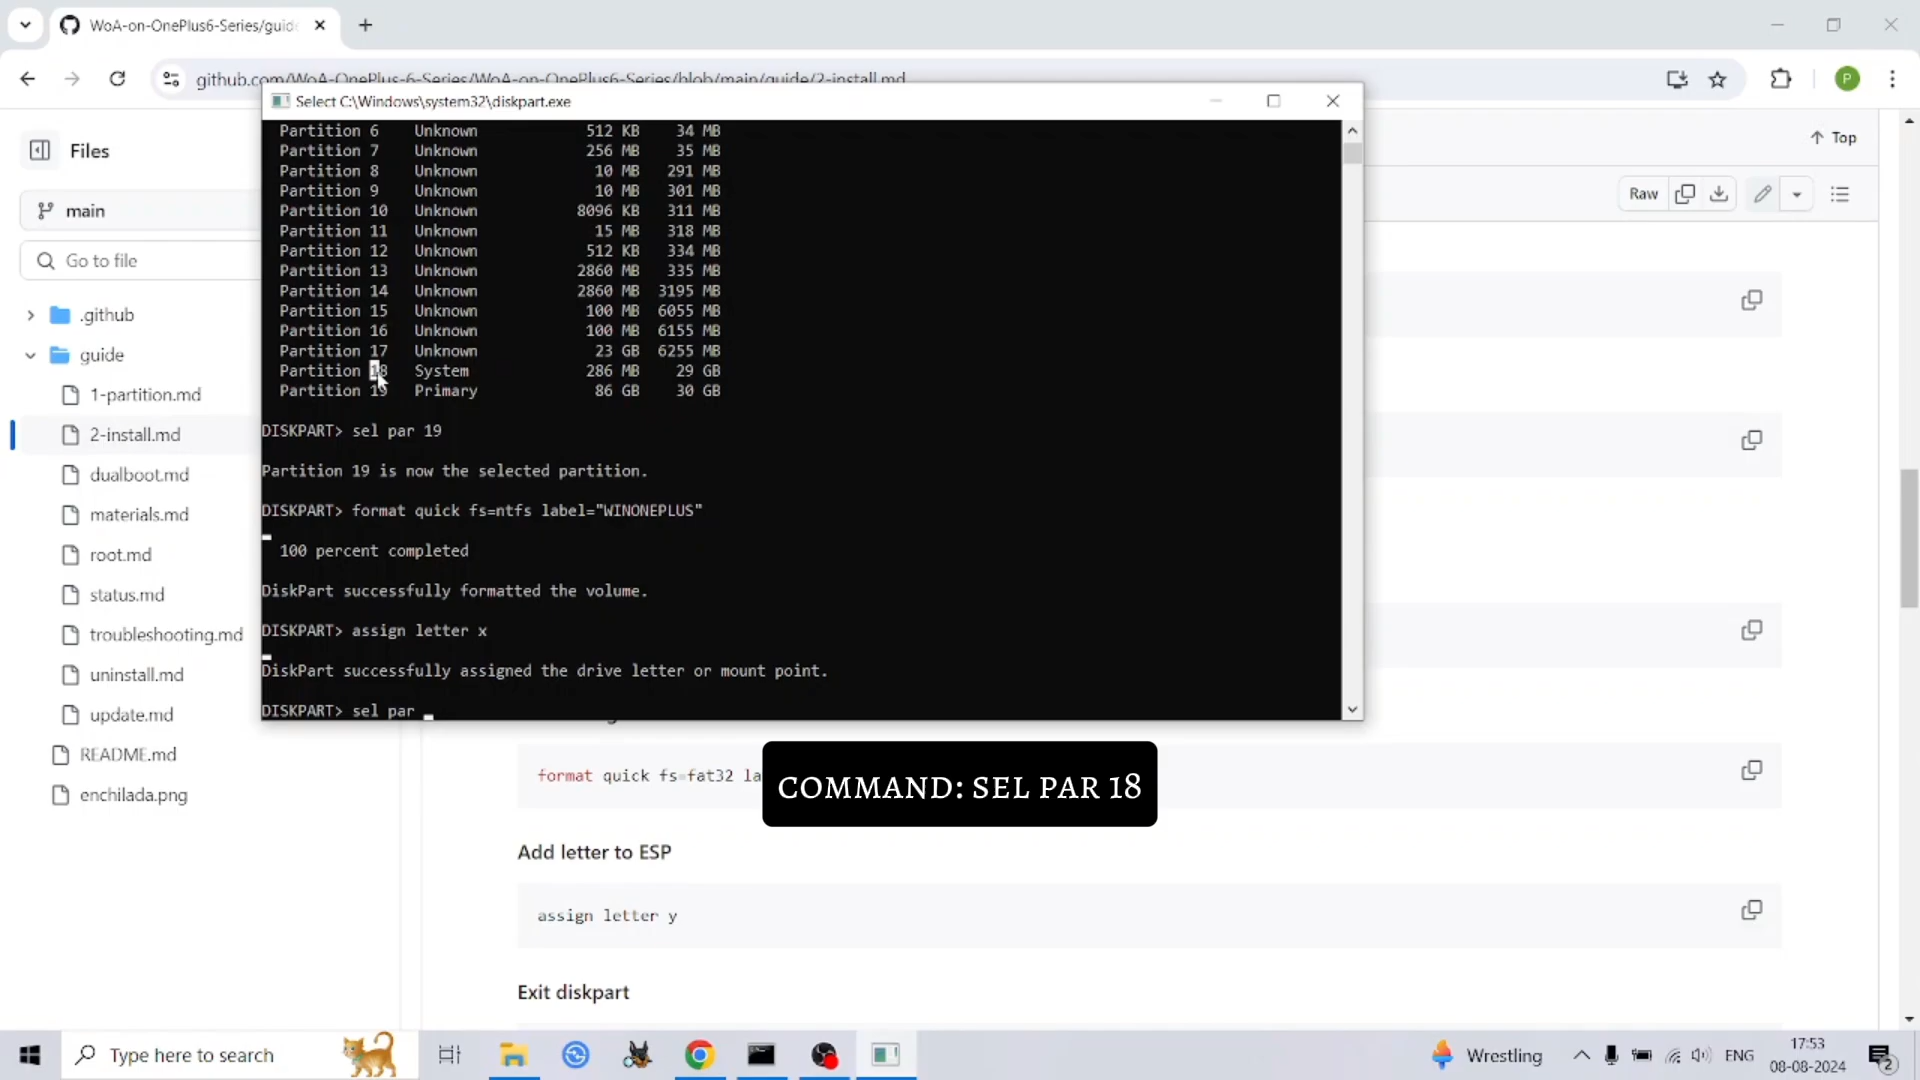 WoA-on-OnePlus6-Series/guid
github.com/WoA-OnePlus-6-Series/WoA-on-OnePlus6-Series/blob/main/guide/2-install.md
P
Select C:\Windows\system32\diskpart.exe
Files
Top
main
Raw
Go to file
.github
guide
1-partition.md
2-install.md
dualboot.md
materials.md
root.md
status.md
troubleshooting.md
uninstall.md
update.md
README.md
enchilada.png
Partition 6 Unknown 512 KB 34 MB
Partition 7 Unknown 256 MB 35 MB
Partition 8 Unknown 10 MB 291 MB
Partition 9 Unknown 10 MB 301 MB
Partition 10 Unknown 8096 KB 311 MB
Partition 11 Unknown 15 MB 318 MB
Partition 12 Unknown 512 KB 334 MB
Partition 13 Unknown 2860 MB 335 MB
Partition 14 Unknown 2860 MB 3195 MB
Partition 15 Unknown 100 MB 6055 MB
Partition 16 Unknown 100 MB 6155 MB
Partition 17 Unknown 23 GB 6255 MB
Partition 18 System 286 MB 29 GB
Partition 19 Primary 86 GB 30 GB
DISKPART> sel par 19
Partition 19 is now the selected partition.
DISKPART> format quick fs=ntfs label="WINONEPLUS"
100 percent completed
DiskPart successfully formatted the volume.
DISKPART> assign letter x
DiskPart successfully assigned the drive letter or mount point.
DISKPART> sel par
format quick fs=fat32 la
COMMAND: SEL PAR 18
Add letter to ESP
assign letter y
Exit diskpart
Type here to search
Wrestling
ENG
17:53
08-08-2024
2